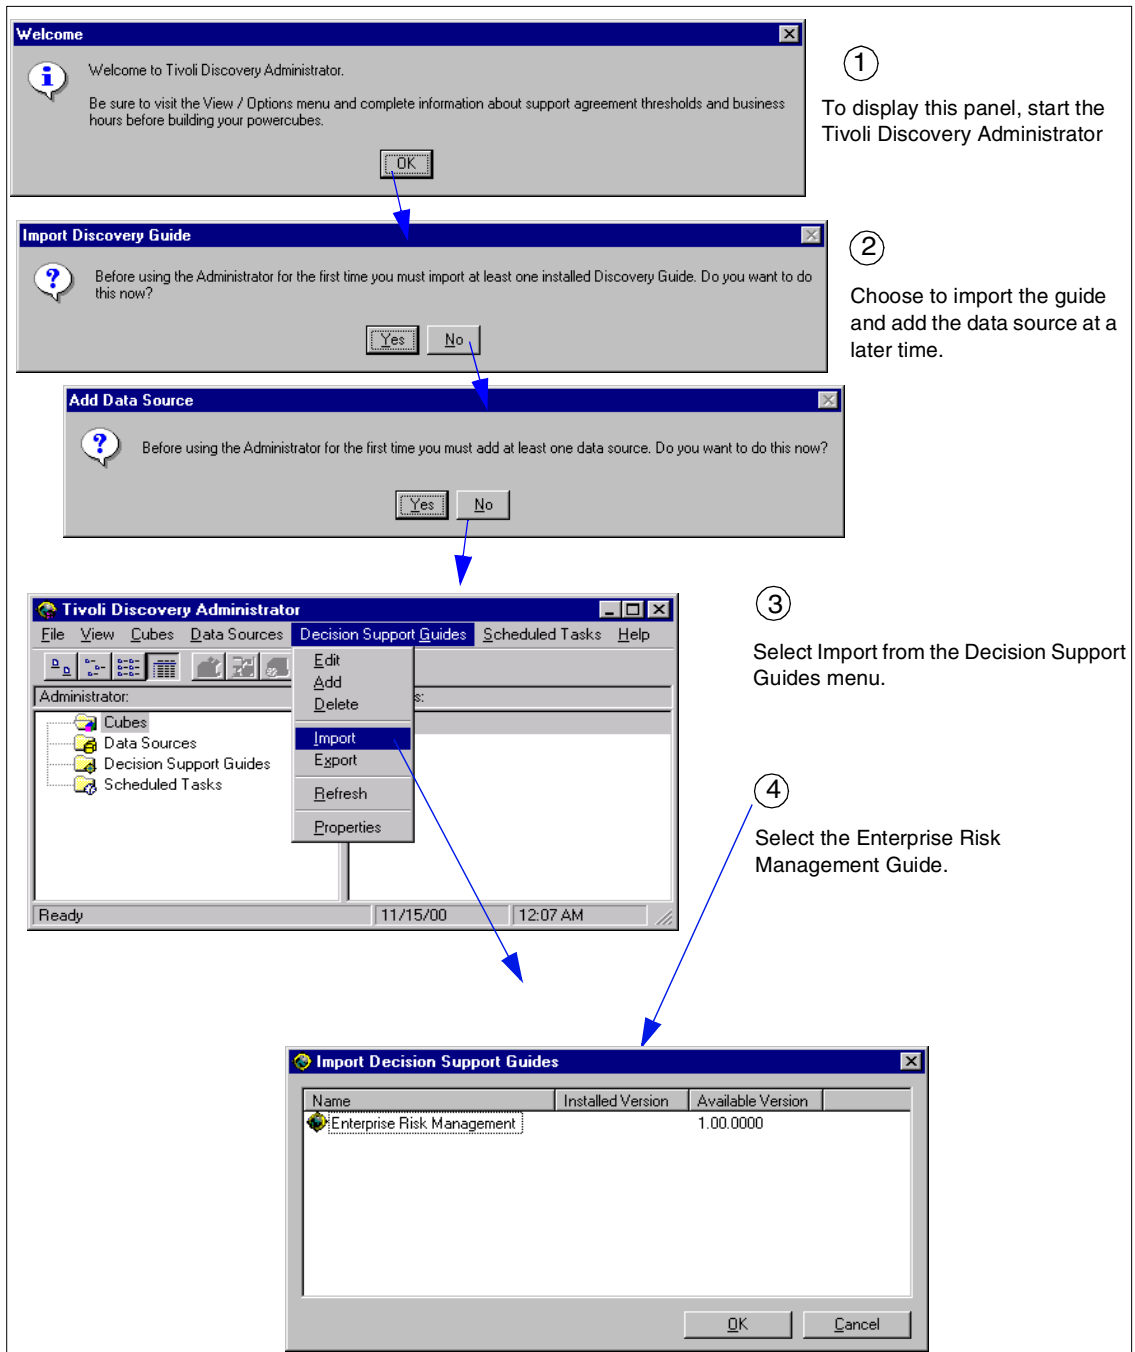 Welcome
Welcome to Tivoli Discovery Administrator.
Be sure to visit the View / Options menu and complete information about support agreement thresholds and business
hours before building your powercubes.
OK
1
To display this panel, start the
Tivoli Discovery Administrator
Import Discovery Guide
Before using the Administrator for the first time you must import at least one installed Discovery Guide. Do you want to do
this now?
Yes No
2
Choose to import the guide
and add the data source at a
later time.
Add Data Source
Before using the Administrator for the first time you must add at least one data source. Do you want to do this now?
Yes No
Tivoli Discovery Administrator
File View Cubes Data Sources Decision Support Guides Scheduled Tasks Help
Edit
Add
Delete
Import
Export
Refresh
Properties
Administrator:
s:
Cubes
Data Sources
Decision Support Guides
Scheduled Tasks
Ready 11/15/00 12:07 AM
3
Select Import from the Decision Support
Guides menu.
4
Select the Enterprise Risk
Management Guide.
Import Decision Support Guides
Name Installed Version Available Version
Enterprise Risk Management 1.00.0000
OK Cancel